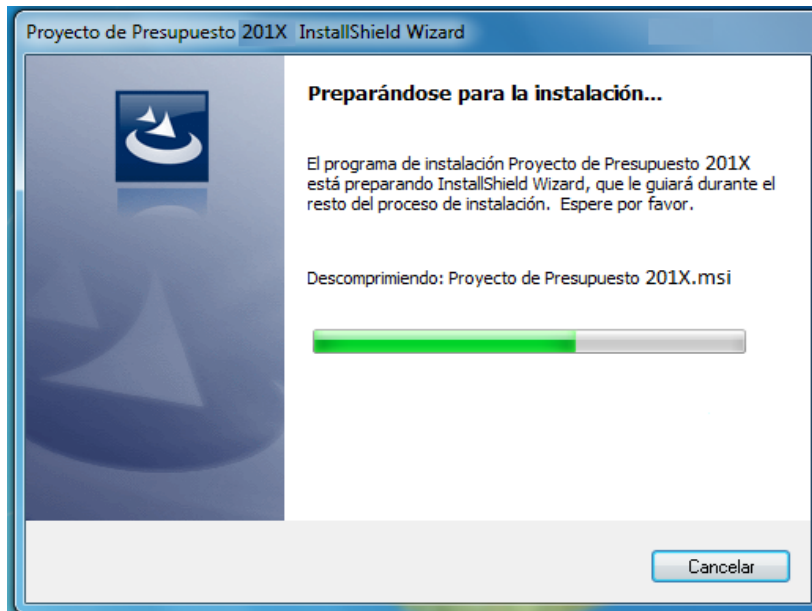 Proyecto de Presupuesto 201X InstallShield Wizard
Preparándose para la instalación...
El programa de instalación Proyecto de Presupuesto 201X
está preparando InstallShield Wizard, que le guiará durante el
resto del proceso de instalación. Espere por favor.
Descomprimiendo: Proyecto de Presupuesto 201X.msi
Cancelar